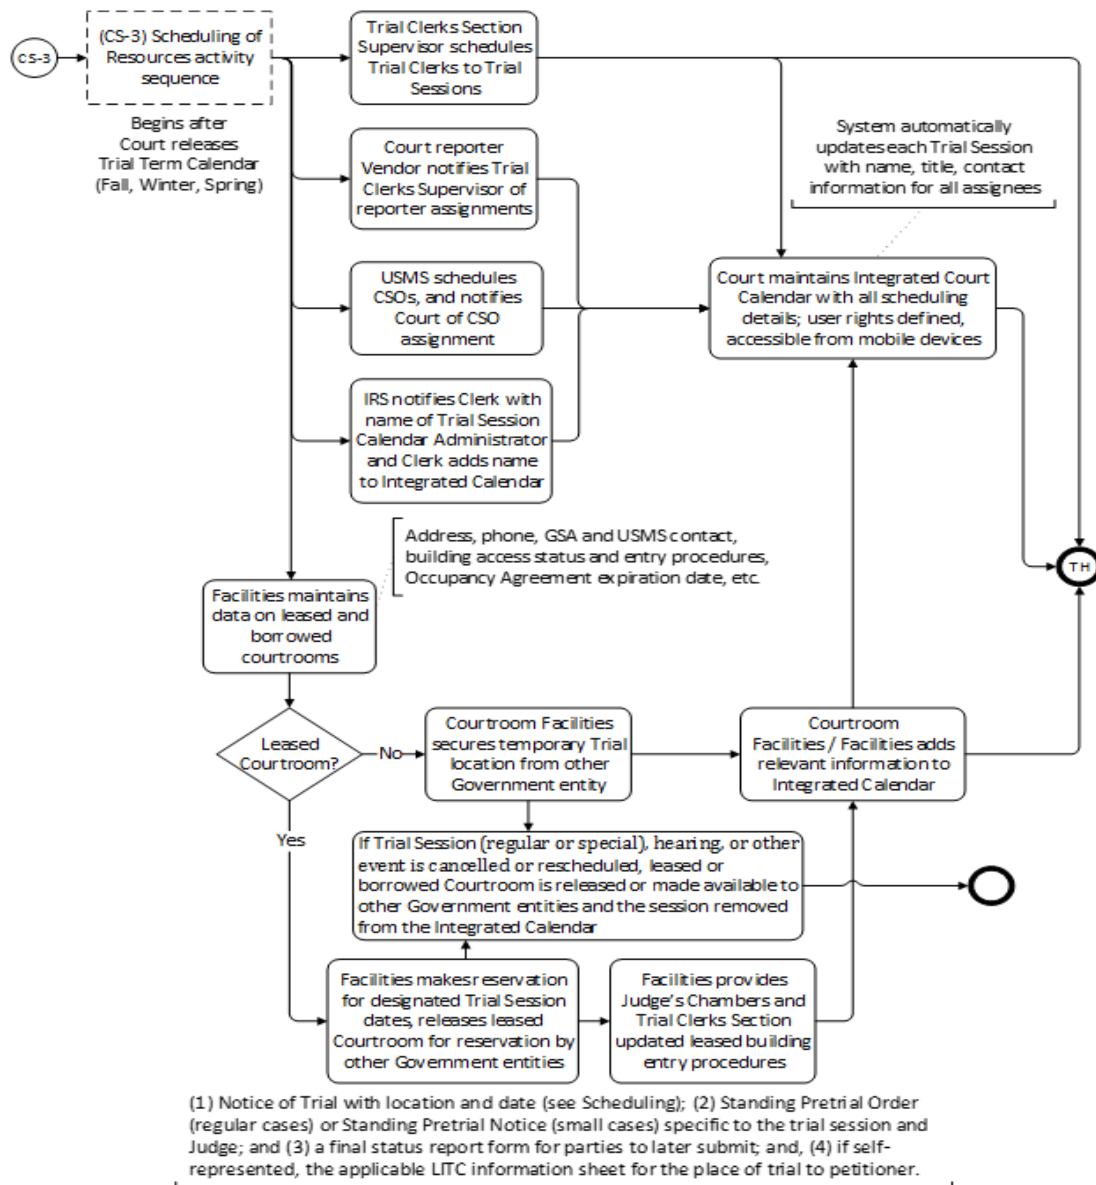 CS-3
(CS-3) Scheduling of
Resources activity
sequence
Begins after
Court releases
Trial Term Calendar
(Fall, Winter, Spring)
Trial Clerks Section
Supervisor schedules
Trial Clerks to Trial
Sessions
Court reporter
Vendor notifies Trial
Clerks Supervisor of
reporter assignments
System automatically
updates each Trial Session
with name, title, contact
information for all assignees
USMS schedules
CSOs, and notifies
Court of CSO
assignment
Court maintains Integrated Court
Calendar with all scheduling
details; user rights defined,
accessible from mobile devices
IRS notifies Clerk with
name of Trial Session
Calendar Administrator
and Clerk adds name
to Integrated Calendar
Address, phone, GSA and USMS contact,
building access status and entry procedures,
Occupancy Agreement expiration date, etc.
TH
Facilities maintains
data on leased and
borrowed
courtrooms
Leased
Courtroom?
No
Courtroom Facilities
secures temporary Trial
location from other
Government entity
Courtroom
Facilities / Facilities adds
relevant information to
Integrated Calendar
Yes
If Trial Session (regular or special), hearing, or other
event is cancelled or rescheduled, leased or
borrowed Courtroom is released or made available to
other Government entities and the session removed
from the Integrated Calendar
Facilities makes reservation
for designated Trial Session
dates, releases leased
Courtroom for reservation by
other Government entities
Facilities provides
Judge's Chambers and
Trial Clerks Section
updated leased building
entry procedures
(1) Notice of Trial with location and date (see Scheduling); (2) Standing Pretrial Order
(regular cases) or Standing Pretrial Notice (small cases) specific to the trial session and
Judge; and (3) a final status report form for parties to later submit; and, (4) if self-
represented, the applicable LITC information sheet for the place of trial to petitioner.